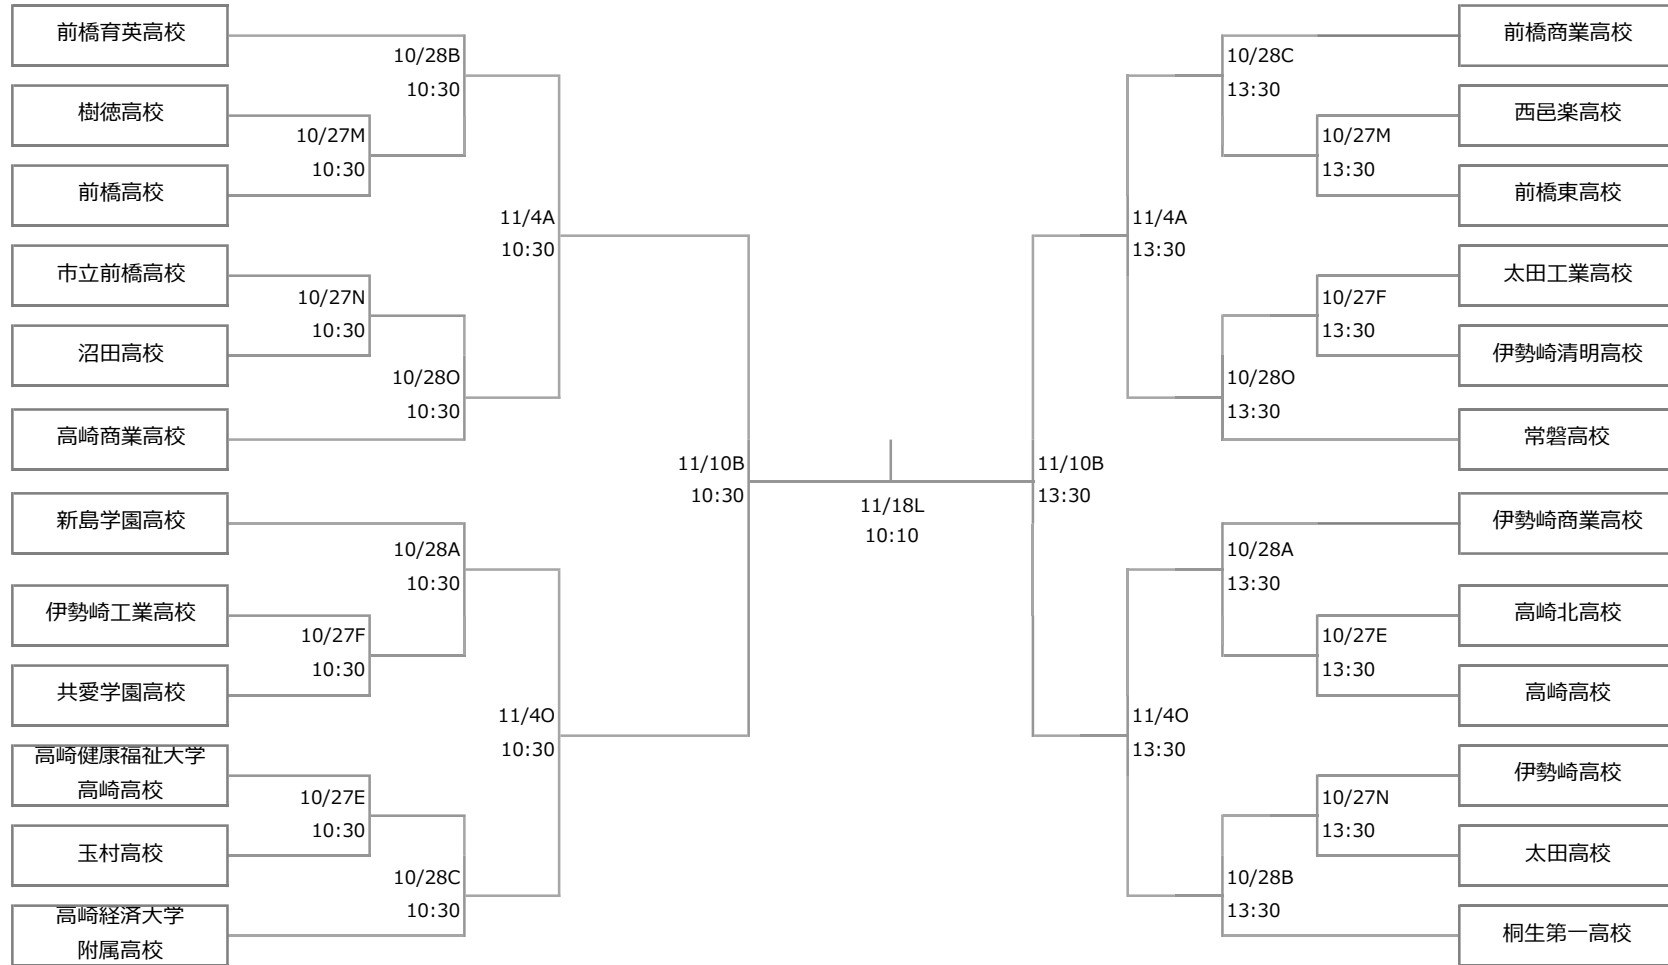 前橋育英高校
10/28B
10:30
樹徳高校
10/27M
10:30
前橋高校
11/4A
10:30
市立前橋高校
10/27N
10:30
沼田高校
10/28O
10:30
高崎商業高校
11/10B
10:30
新島学園高校
10/28A
10:30
伊勢崎工業高校
10/27F
10:30
共愛学園高校
11/4O
10:30
高崎健康福祉大学
高崎高校
10/27E
10:30
玉村高校
10/28C
10:30
高崎経済大学
附属高校
11/18L
10:10
前橋商業高校
10/28C
13:30
西邑楽高校
10/27M
13:30
前橋東高校
11/4A
13:30
太田工業高校
10/27F
13:30
伊勢崎清明高校
10/28O
13:30
常磐高校
11/10B
13:30
伊勢崎商業高校
10/28A
13:30
高崎北高校
10/27E
13:30
高崎高校
11/4O
13:30
伊勢崎高校
10/27N
13:30
太田高校
10/28B
13:30
桐生第一高校